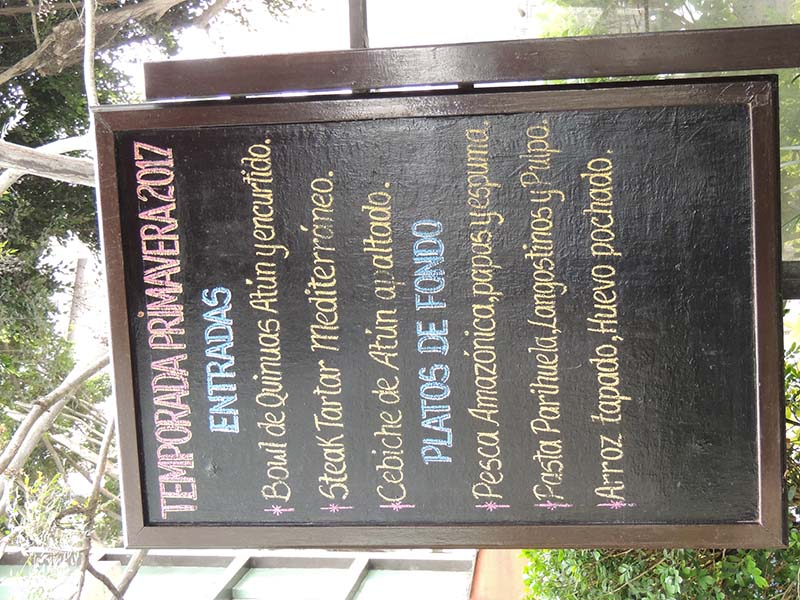 TEMPORADA PRIMAVERA 2017
ENTRADAS
* Bowl de Quinuas Atún y encurtido.
* Steak Tartar Mediterráneo.
* Cebiche de Atún apaltado.
PLATOS DE FONDO
* Pesca Amazónica, papas y espuma.
* Pasta Parihuela, Langostinos y Pulpo.
* Arroz tapado, Huevo pochado.